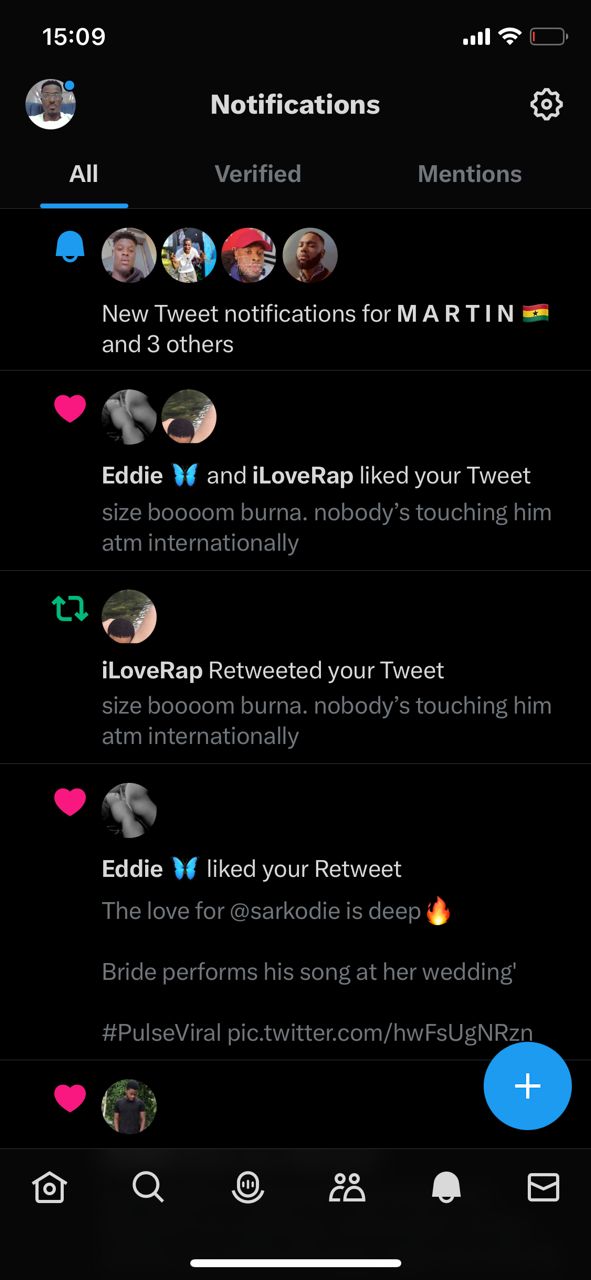 15:09
Notifications
All Verified Mentions
New Tweet notifications for M A R T I N 🇬🇭
and 3 others
Eddie 🦋 and iLoveRap liked your Tweet
size boooom burna. nobody’s touching him
atm internationally
iLoveRap Retweeted your Tweet
size boooom burna. nobody’s touching him
atm internationally
Eddie 🦋 liked your Retweet
The love for @sarkodie is deep🔥
Bride performs his song at her wedding'
#PulseViral pic.twitter.com/hwFsUgNRzn